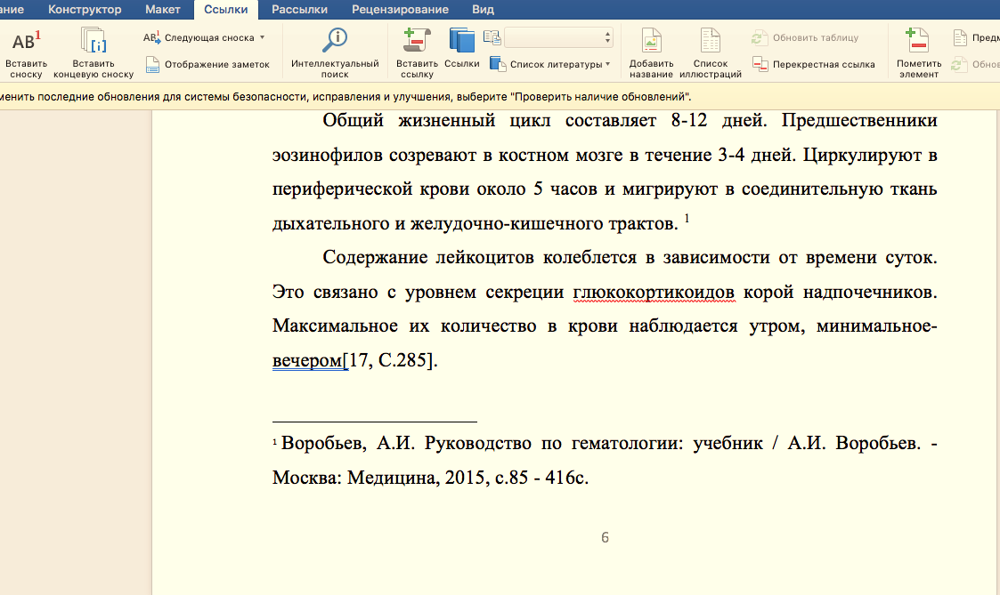 ание Конструктор Макет Ссылки Рассылки Рецензирование Вид
AB1 [i] AB1 Следующая сноска i Обновить таблицу Предм
Вставить сноску Вставить концевую сноску Отображение заметок Интеллектуальный поиск Вставить ссылку Ссылки Список литературы Добавить название Список иллюстраций Перекрестная ссылка Пометить элемент Обнов
менить последние обновления для системы безопасности, исправления и улучшения, выберите "Проверить наличие обновлений".
Общий жизненный цикл составляет 8-12 дней. Предшественники
эозинофилов созревают в костном мозге в течение 3-4 дней. Циркулируют в
периферической крови около 5 часов и мигрируют в соединительную ткань
дыхательного и желудочно-кишечного трактов. 1
Содержание лейкоцитов колеблется в зависимости от времени суток.
Это связано с уровнем секреции глюкокортикоидов корой надпочечников.
Максимальное их количество в крови наблюдается утром, минимальное-
вечером[17, С.285].
1 Воробьев, А.И. Руководство по гематологии: учебник / А.И. Воробьев. -
Москва: Медицина, 2015, с.85 - 416с.
6